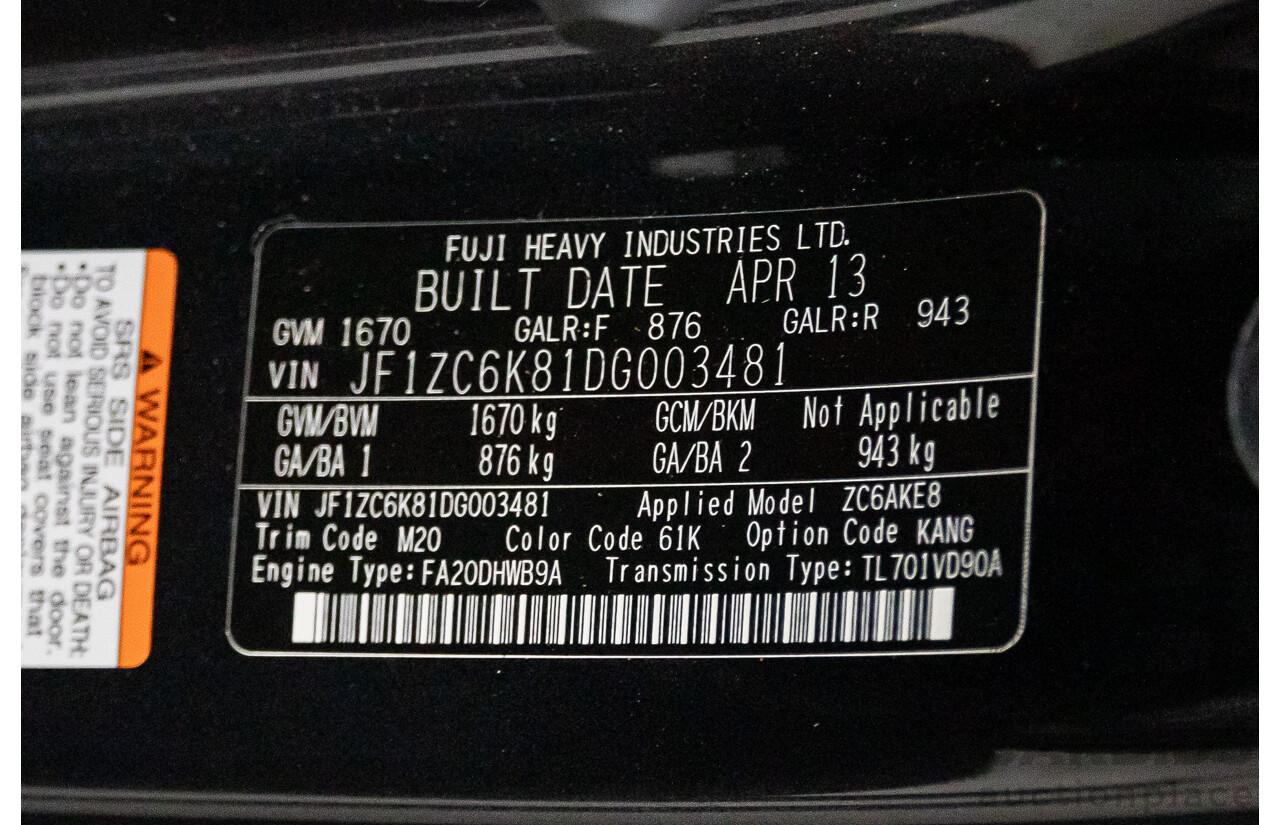 FUJI HEAVY INDUSTRIES LTD.
BUILT DATE APR 13
GVM 1670 GALR:F 876 GALR:R 943
VIN JF1ZC6K81DG003481
GVM/BVM 1670 kg GCM/BKM Not Applicable
GA/BA 1 876 kg GA/BA 2 943 kg
VIN JF1ZC6K81DG003481 Applied Model ZC6AKE8
Trim Code M20 Color Code 61K Option Code KANG
Engine Type:FA20DHWB9A Transmission Type:TL701VD90A
WARNING
SRS SIDE AIRBAG
TO AVOID SERIOUS INJURY OR DEATH:
•Do not lean against the door.
•Do not use seat covers that
block side
auctionplace